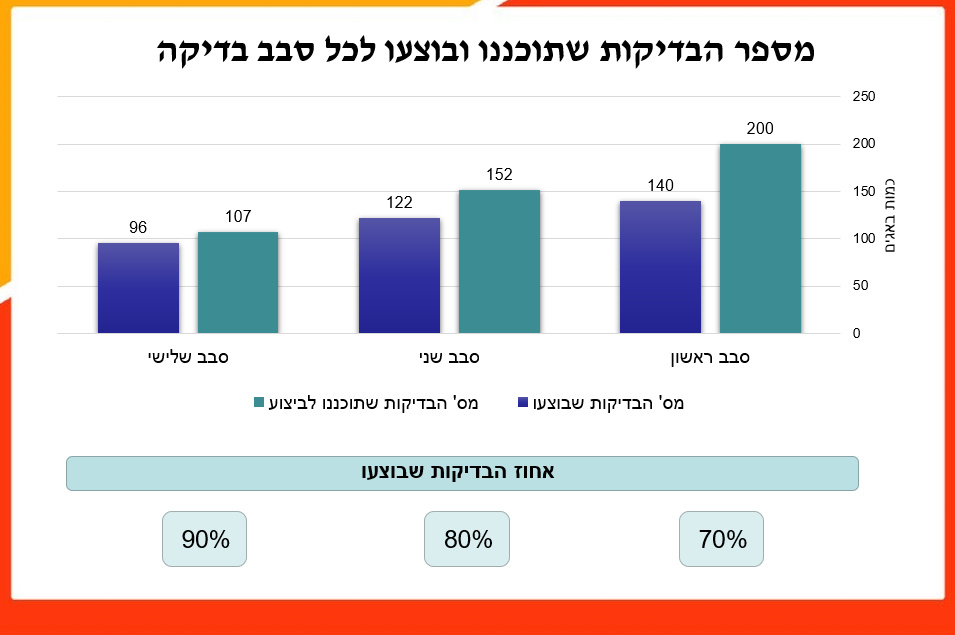 מספר הבדיקות שתוכננו ובוצעו לכל סבב בדיקה
250
200
150
100
50
0
כמות באגים
200
140
152
122
107
96
סבב ראשון
סבב שני
סבב שלישי
מס' הבדיקות שבוצעו
מס' הבדיקות שתוכננו לביצוע
אחוז הבדיקות שבוצעו
70%
80%
90%